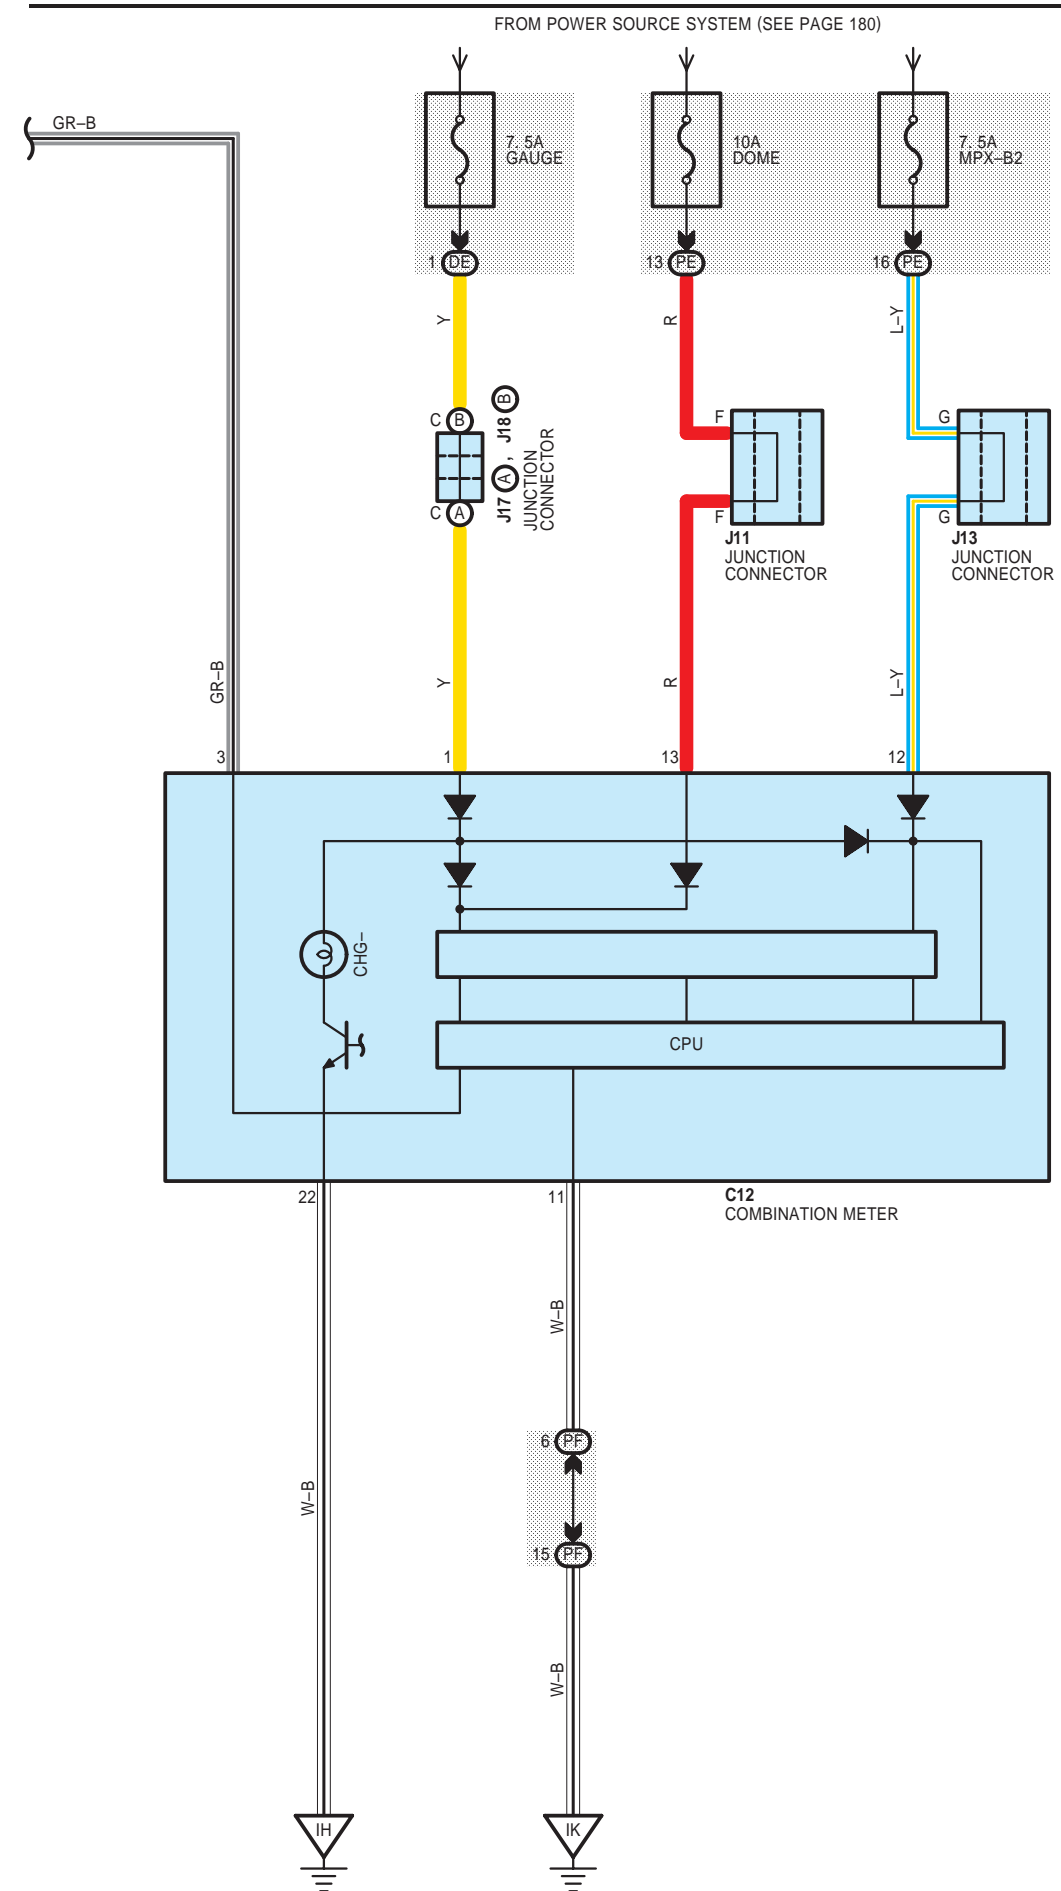 FROM POWER SOURCE SYSTEM (SEE PAGE 180)
GR–B
7. 5A
GAUGE
10A
DOME
7. 5A
MPX–B2
1 DE
13 PE
16 PE
Y
R
L–Y
C B
C A
J17 A , J18 B
JUNCTION
CONNECTOR
F
F
J11
JUNCTION
CONNECTOR
G
G
J13
JUNCTION
CONNECTOR
GR–B
Y
R
L–Y
3
1
13
12
CHG–
CPU
22
11
C12
COMBINATION METER
W–B
6 PF
W–B
15 PF
W–B
IH
IK